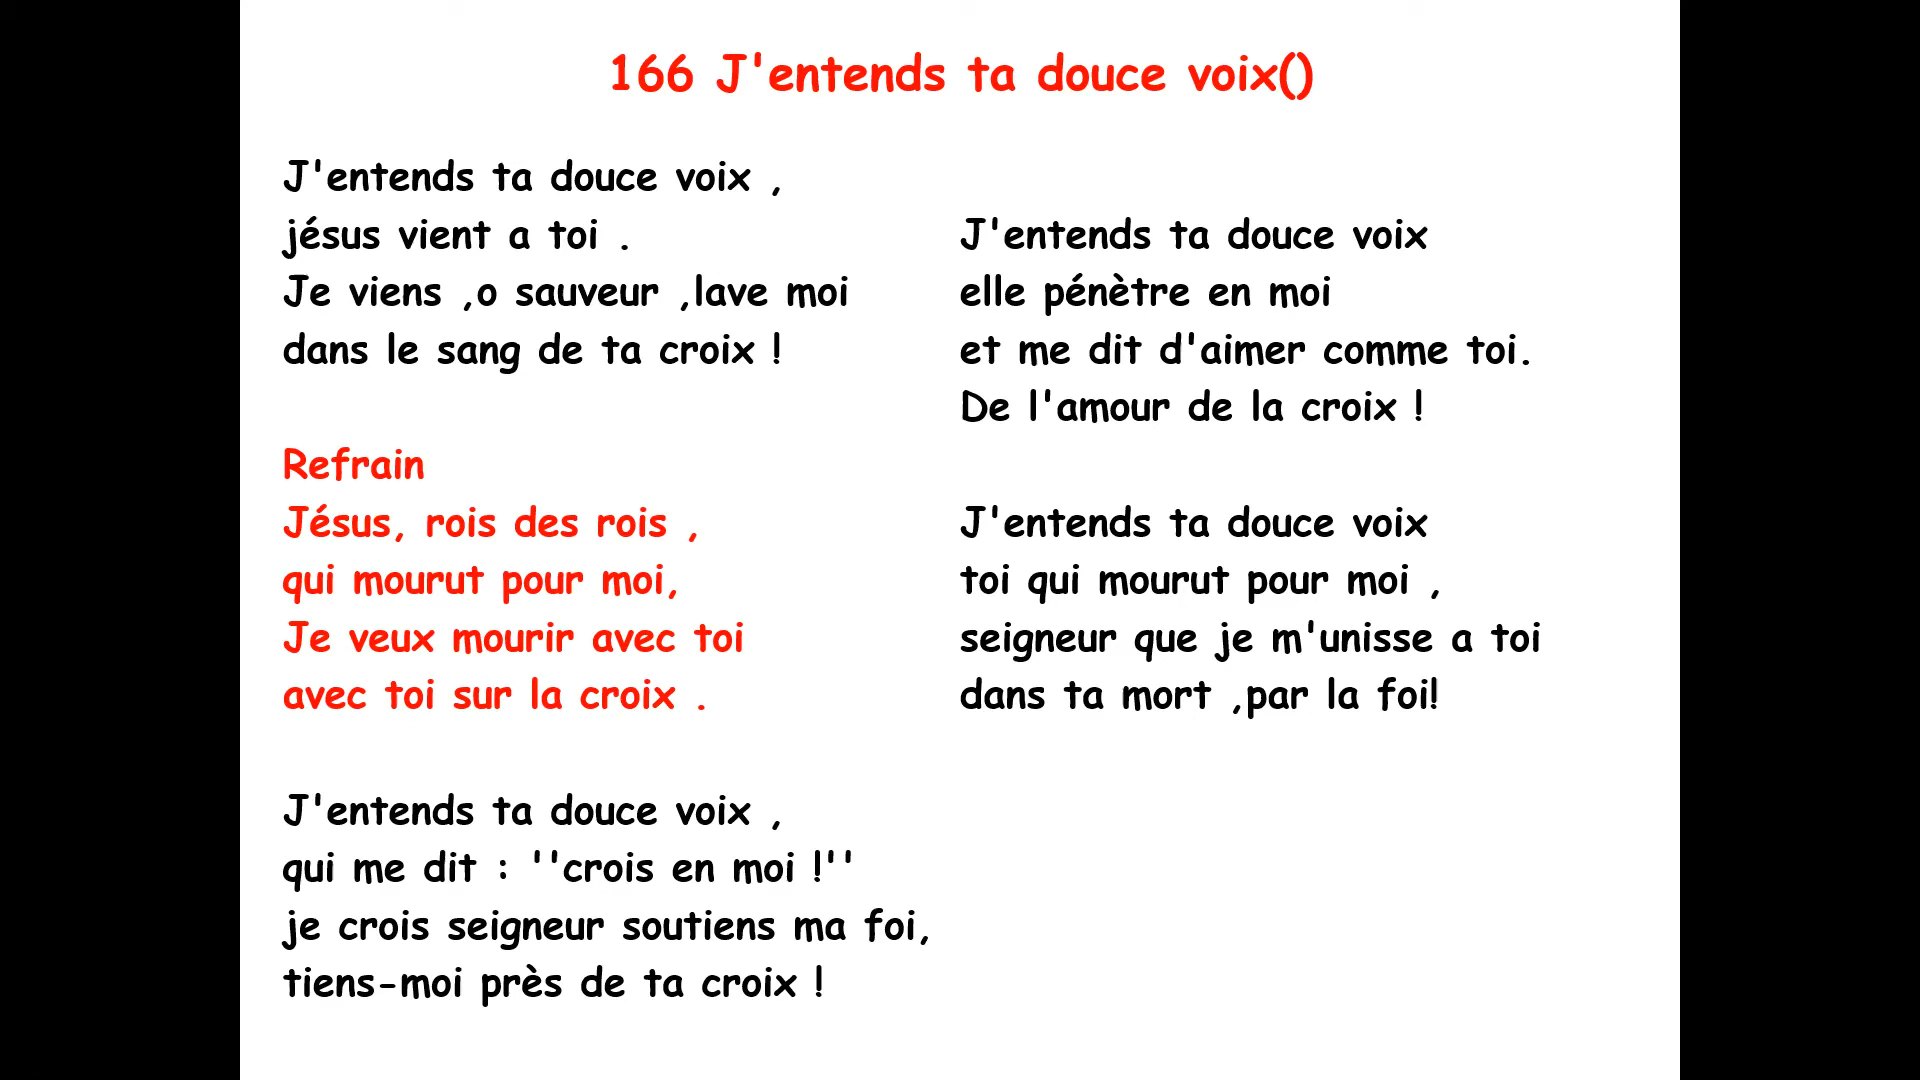 166 J'entends ta douce voix()
J'entends ta douce voix ,
jésus vient a toi .
Je viens ,o sauveur ,lave moi
dans le sang de ta croix !
Refrain
Jésus, rois des rois ,
qui mourut pour moi,
Je veux mourir avec toi
avec toi sur la croix .
J'entends ta douce voix ,
qui me dit : ''crois en moi !''
je crois seigneur soutiens ma foi,
tiens-moi près de ta croix !
J'entends ta douce voix
elle pénètre en moi
et me dit d'aimer comme toi.
De l'amour de la croix !
J'entends ta douce voix
toi qui mourut pour moi ,
seigneur que je m'unisse a toi
dans ta mort ,par la foi!